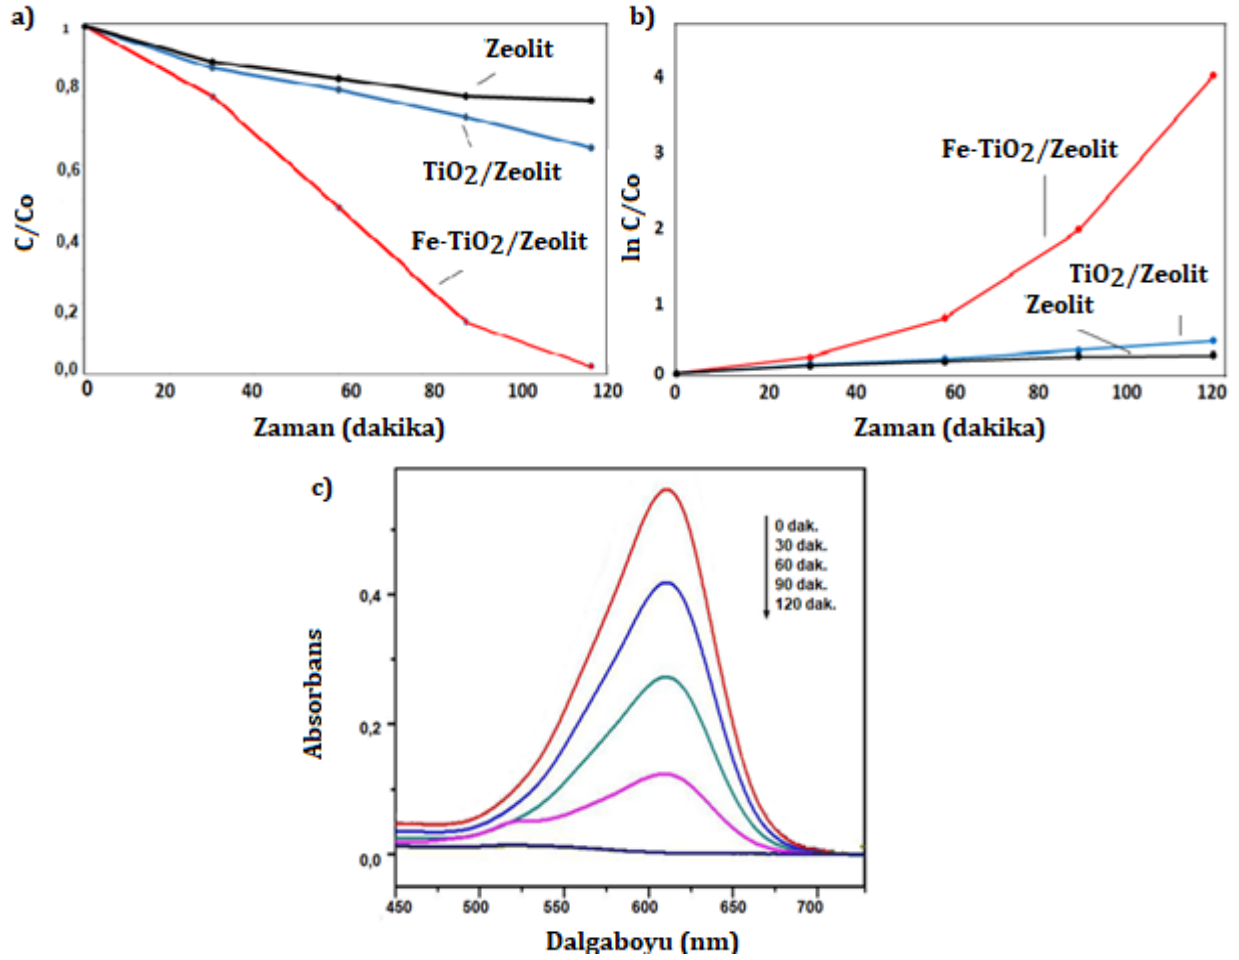 a)
1
0,8
0,6
0,4
0,2
0,0
C/Co
Zeolit
TiO2/Zeolit
Fe-TiO2/Zeolit
0 20 40 60 80 100 120
Zaman (dakika)
b)
4
3
2
1
0
ln C/Co
Fe-TiO2/Zeolit
TiO2/Zeolit
Zeolit
0 20 40 60 80 100 120
Zaman (dakika)
c)
0 dak.
30 dak.
60 dak.
90 dak.
120 dak.
0,4
0,2
0,0
Absorbans
450 500 550 600 650 700
Dalgaboyu (nm)